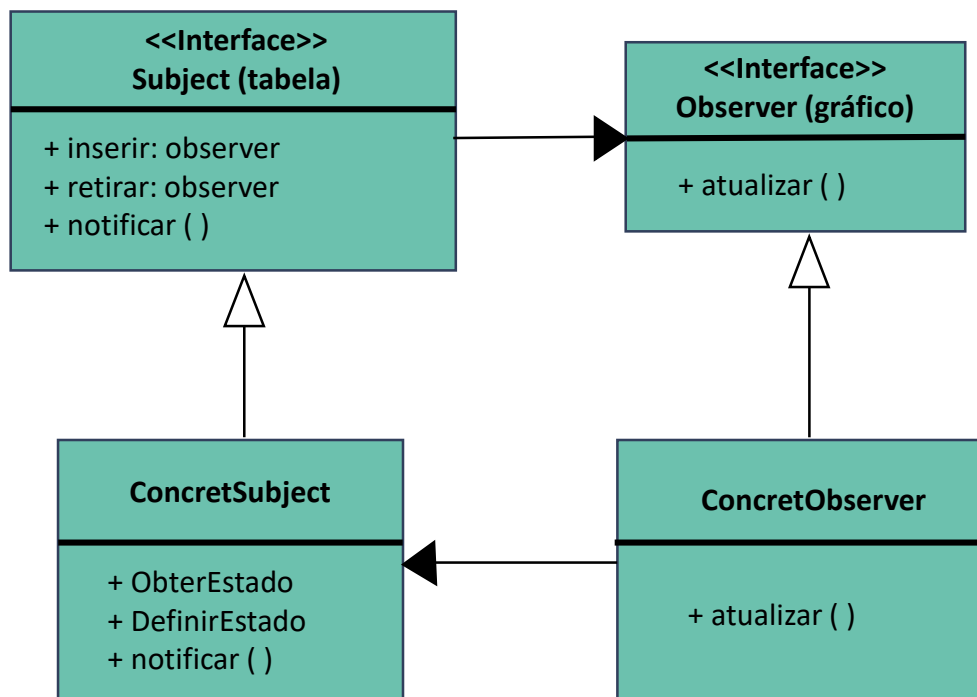 <<Interface>>
Subject (tabela)
+ inserir: observer
+ retirar: observer
+ notificar ( )
<<Interface>>
Observer (gráfico)
+ atualizar ( )
ConcretSubject
+ ObterEstado
+ DefinirEstado
+ notificar ( )
ConcretObserver
+ atualizar ( )